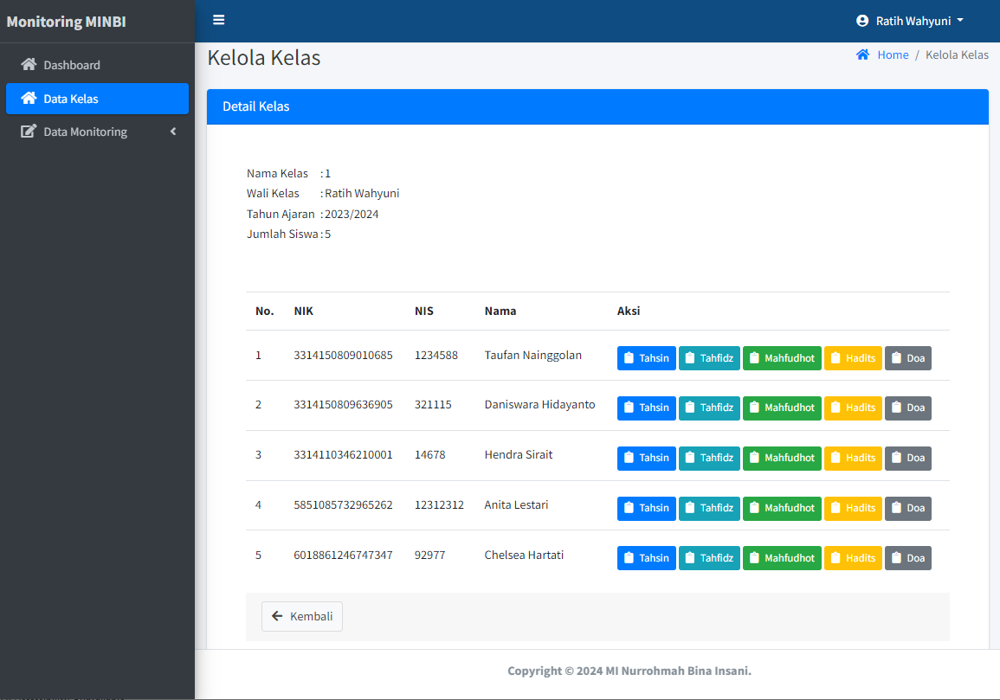 Monitoring MINBI
Ratih Wahyuni
Dashboard
Data Kelas
Data Monitoring
Kelola Kelas
Home / Kelola Kelas
Detail Kelas
Nama Kelas : 1
Wali Kelas : Ratih Wahyuni
Tahun Ajaran : 2023/2024
Jumlah Siswa : 5
No. NIK NIS Nama Aksi
1 3314150809010685 1234588 Taufan Nainggolan Tahsin Tahfidz Mahfudhot Hadits Doa
2 3314150809636905 321115 Daniswara Hidayanto Tahsin Tahfidz Mahfudhot Hadits Doa
3 3314110346210001 14678 Hendra Sirait Tahsin Tahfidz Mahfudhot Hadits Doa
4 5851085732965262 12312312 Anita Lestari Tahsin Tahfidz Mahfudhot Hadits Doa
5 6018861246747347 92977 Chelsea Hartati Tahsin Tahfidz Mahfudhot Hadits Doa
Kembali
Copyright © 2024 MI Nurrohmah Bina Insani.